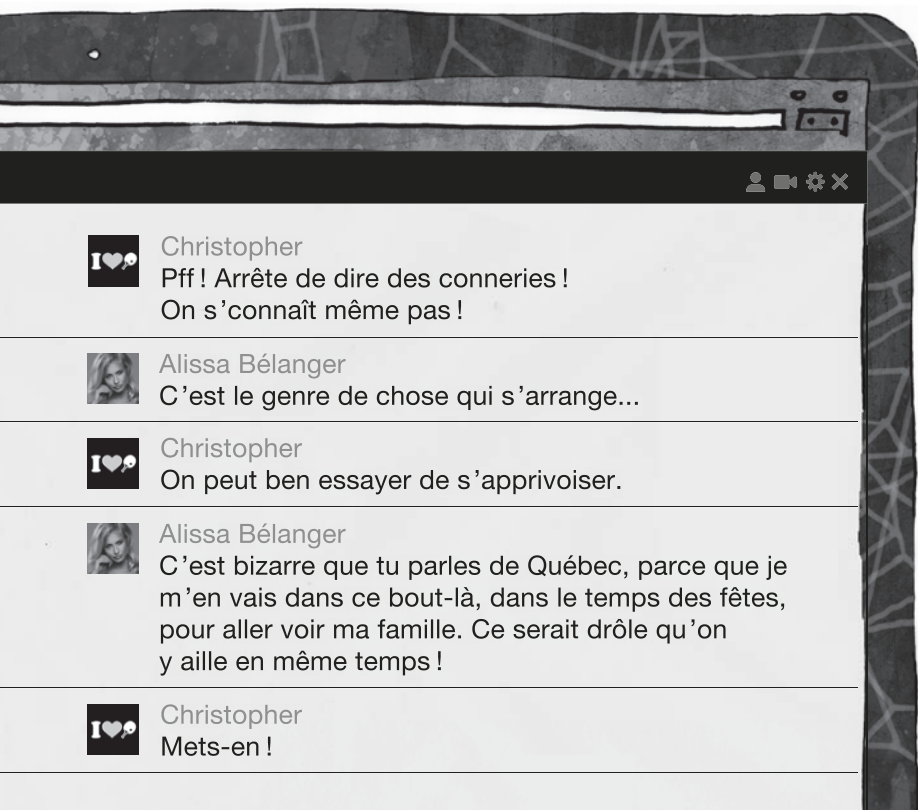 Christopher
Pff ! Arrête de dire des conneries !
On s’connaît même pas !
Alissa Bélanger
C’est le genre de chose qui s’arrange...
Christopher
On peut ben essayer de s’apprivoiser.
Alissa Bélanger
C’est bizarre que tu parles de Québec, parce que je
m’en vais dans ce bout-là, dans le temps des fêtes,
pour aller voir ma famille. Ce serait drôle qu’on
y aille en même temps !
Christopher
Mets-en !